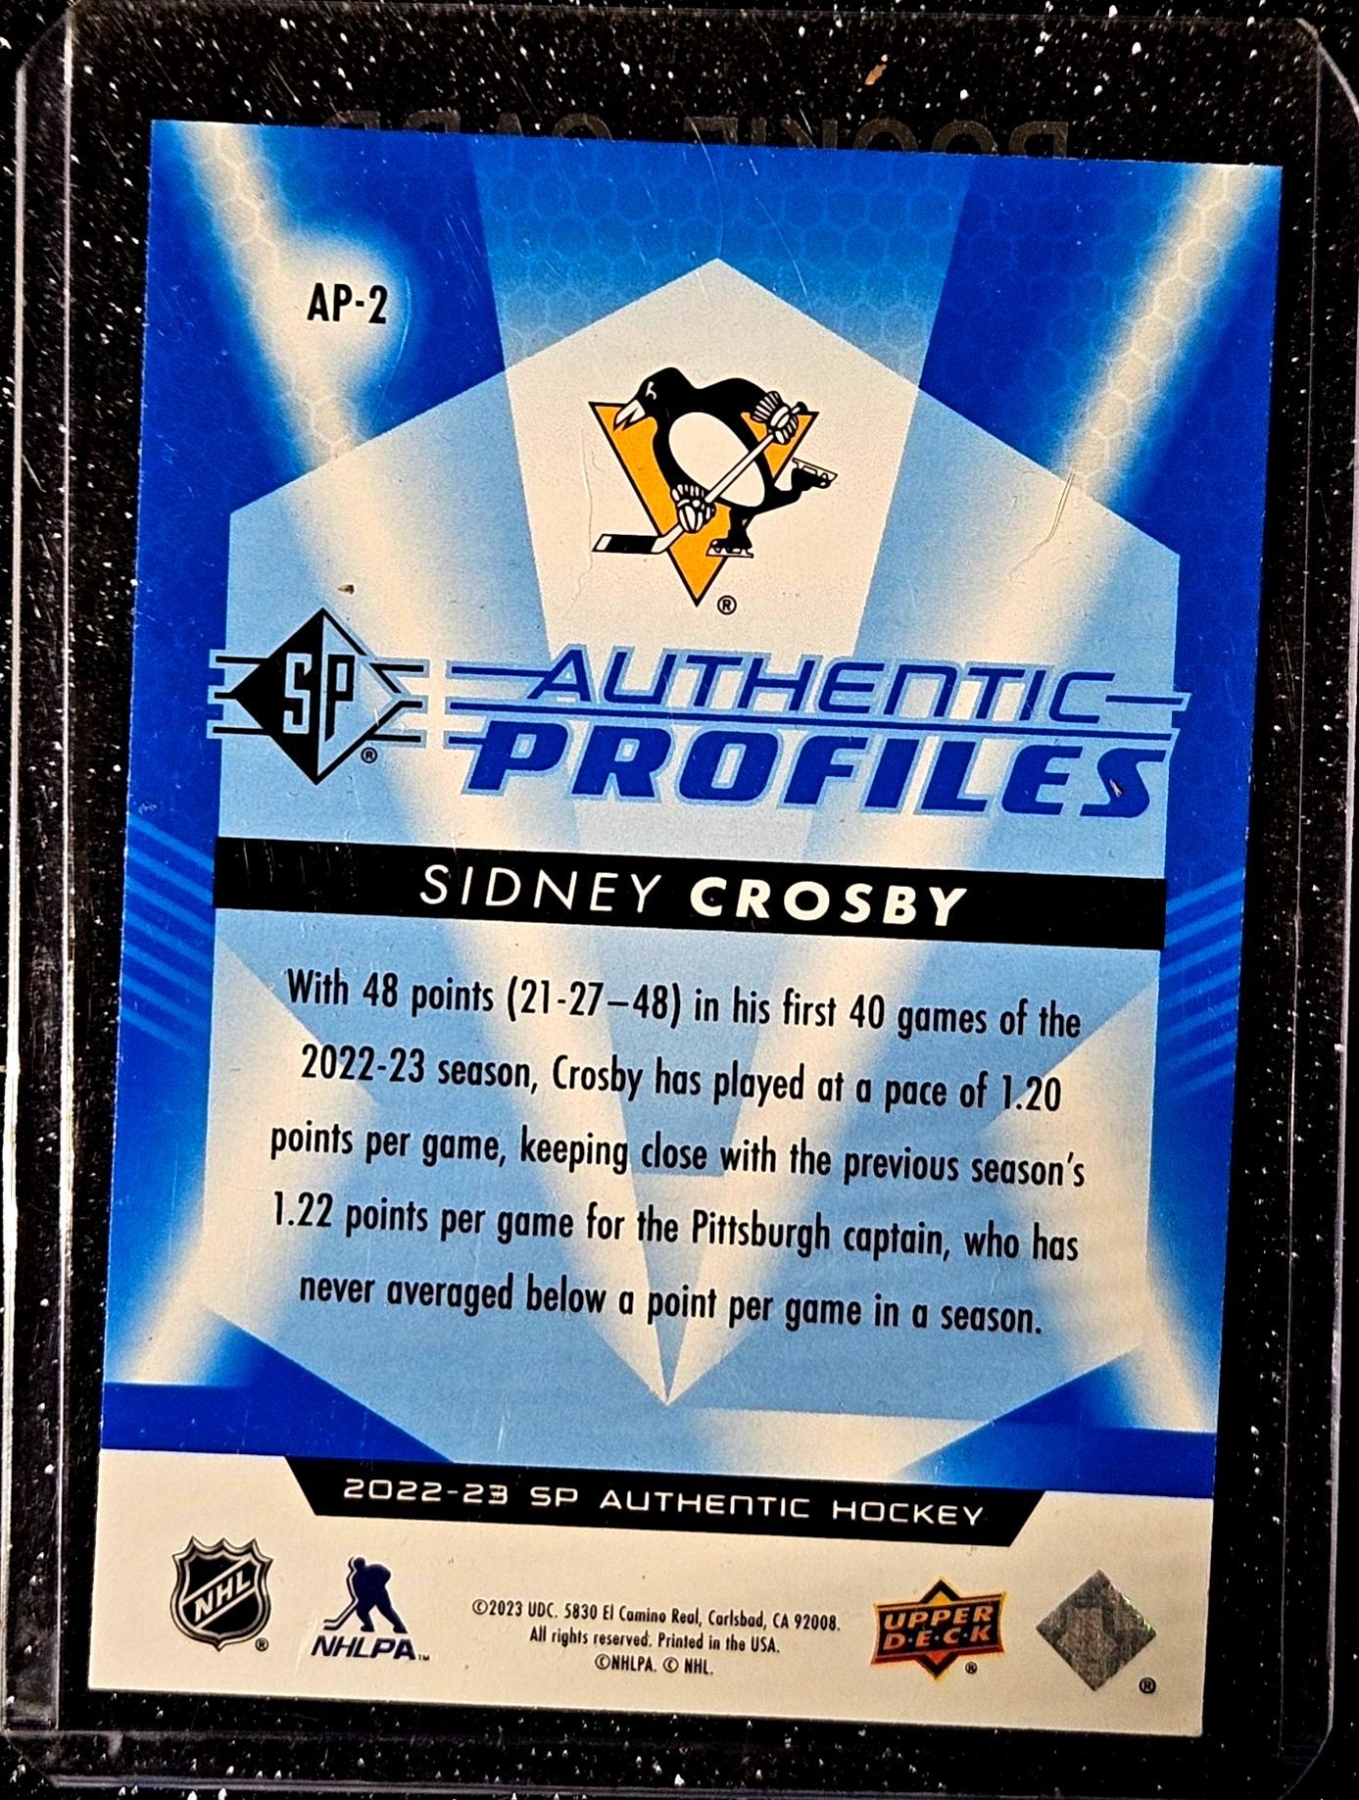 ROOKIE CARD
AP-2
®
SP®
AUTHENTIC
PROFILES
SIDNEY CROSBY
With 48 points (21-27–48) in his first 40 games of the
2022-23 season, Crosby has played at a pace of 1.20
points per game, keeping close with the previous season's
1.22 points per game for the Pittsburgh captain, who has
never averaged below a point per game in a season.
2022-23 SP AUTHENTIC HOCKEY
NHL®
NHLPA™
©2023 UDC. 5830 El Camino Real, Carlsbad, CA 92008.
All rights reserved. Printed in the USA.
©NHLPA. © NHL.
UPPER
D·E·C·K®
®